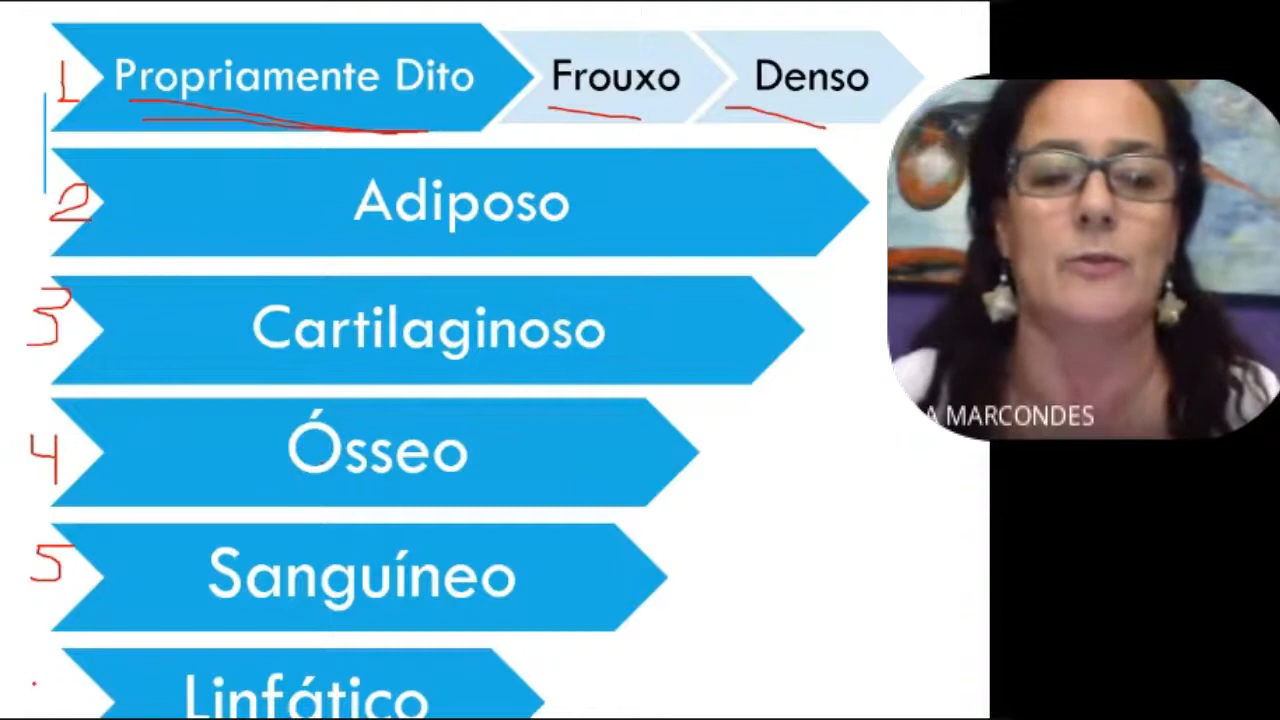 1 Propriamente Dito Frouxo Denso
2 Adiposo
3 Cartilaginoso
4 Ósseo
A MARCONDES
5 Sanguíneo
Linfático